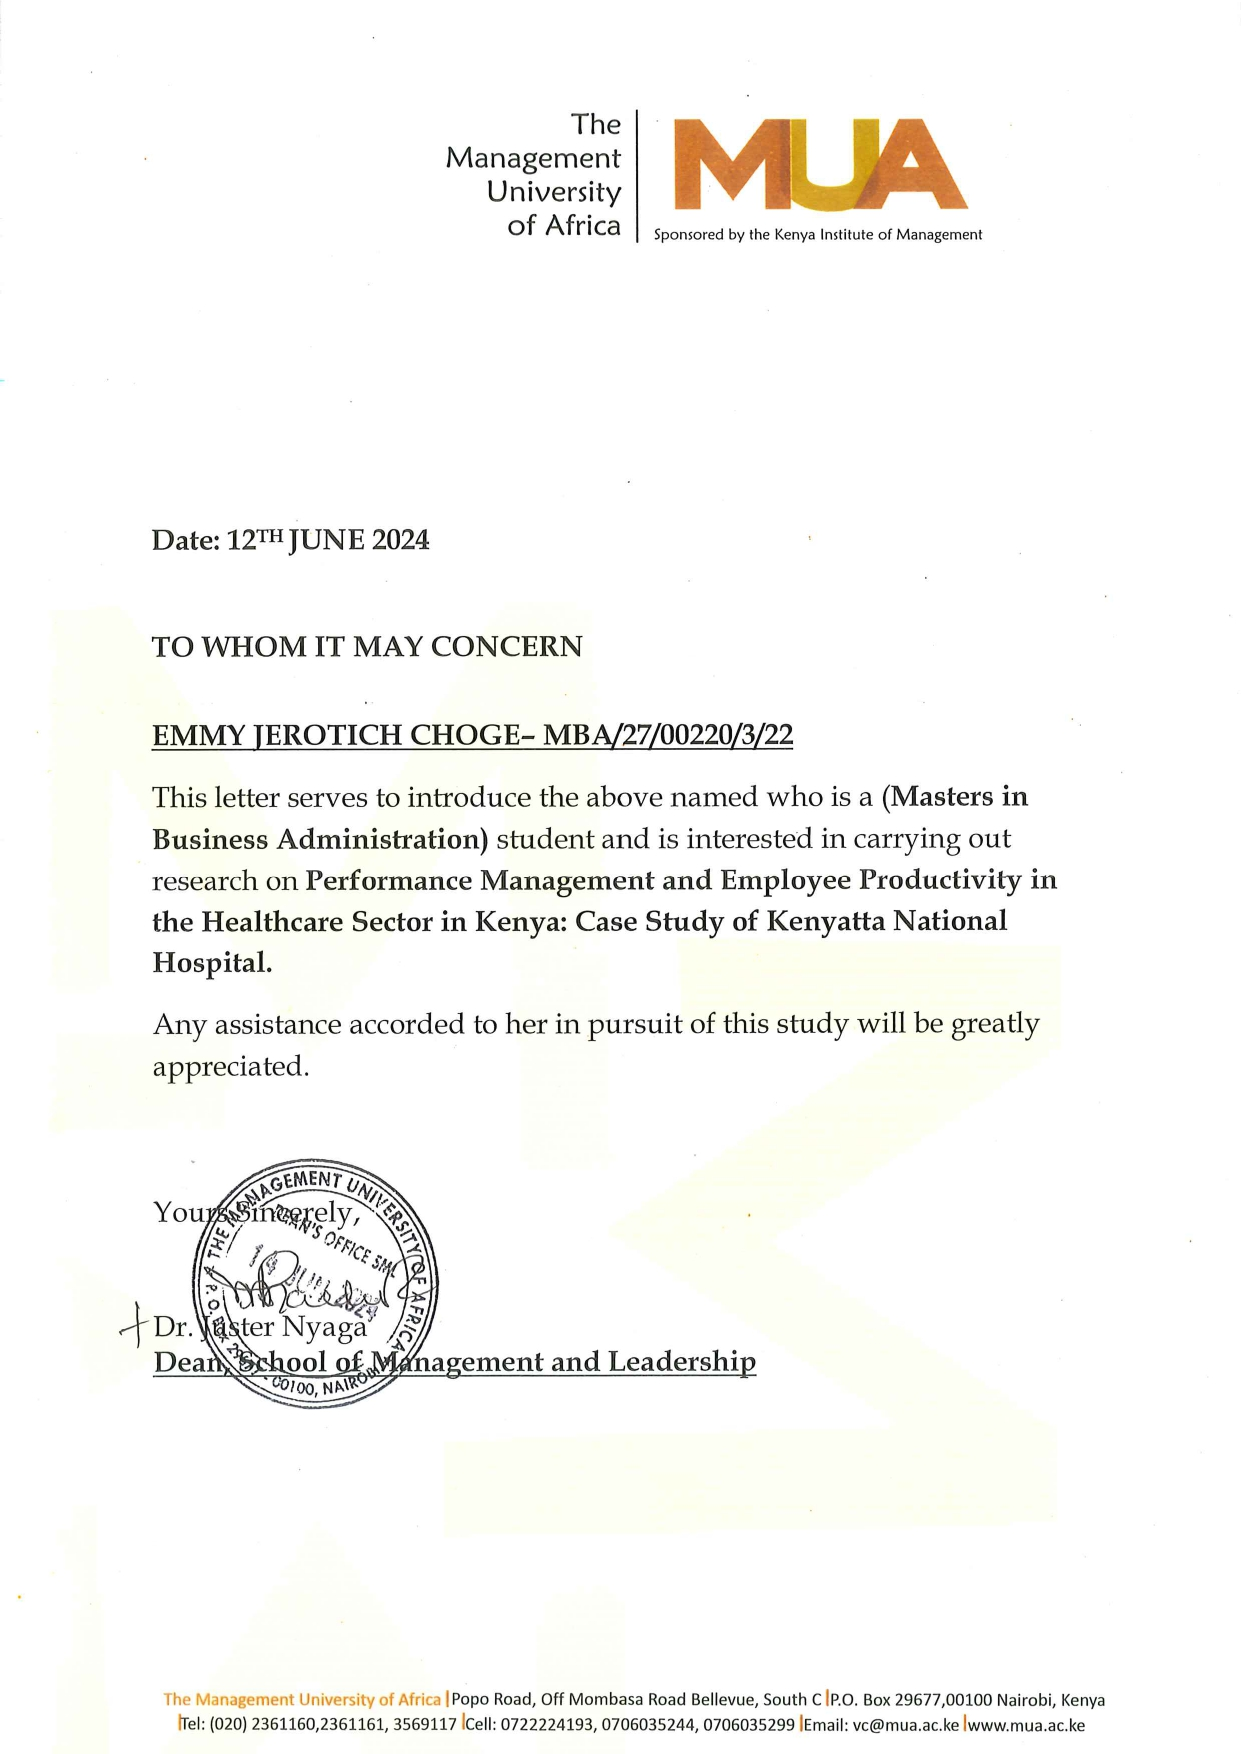 The
Management
University
of Africa
MUA
Sponsored by the Kenya Institute of Management
Date: 12TH JUNE 2024
TO WHOM IT MAY CONCERN
EMMY JEROTICH CHOGE– MBA/27/00220/3/22
This letter serves to introduce the above named who is a (Masters in
Business Administration) student and is interested in carrying out
research on Performance Management and Employee Productivity in
the Healthcare Sector in Kenya: Case Study of Kenyatta National
Hospital.
Any assistance accorded to her in pursuit of this study will be greatly
appreciated.
Yours Sincerely,
THE MANAGEMENT UNIVERSITY OF AFRICA
DEAN'S OFFICE SML
P.O. Box - 00100, NAIROBI
Dr. Juster Nyaga
Dean, School of Management and Leadership
The Management University of Africa | Popo Road, Off Mombasa Road Bellevue, South C | P.O. Box 29677,00100 Nairobi, Kenya
| Tel: (020) 2361160,2361161, 3569117 | Cell: 0722224193, 0706035244, 0706035299 | Email: vc@mua.ac.ke | www.mua.ac.ke